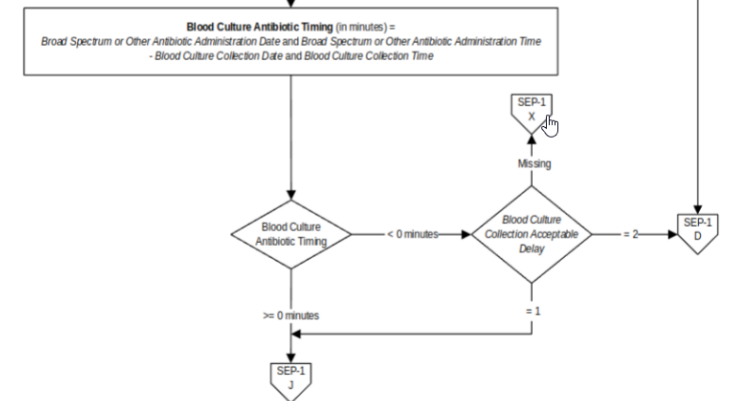 Blood Culture Antibiotic Timing (in minutes) =
Broad Spectrum or Other Antibiotic Administration Date and Broad Spectrum or Other Antibiotic Administration Time
- Blood Culture Collection Date and Blood Culture Collection Time
SEP-1
X
Missing
Blood Culture
Antibiotic Timing
< 0 minutes
Blood Culture
Collection Acceptable
Delay
= 2
SEP-1
D
>= 0 minutes
= 1
SEP-1
J